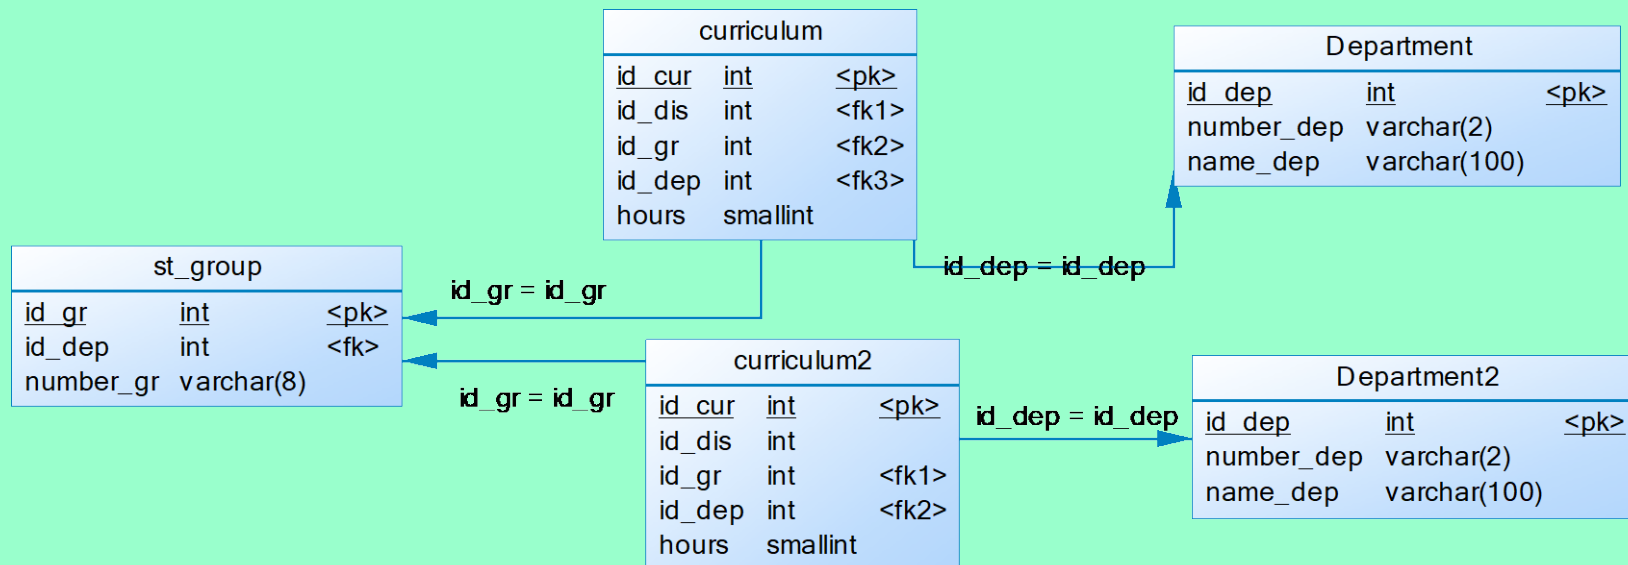 curriculum
id_cur int <pk>
id_dis int <fk1>
id_gr int <fk2>
id_dep int <fk3>
hours smallint
Department
id_dep int <pk>
number_dep varchar(2)
name_dep varchar(100)
id_dep = id_dep
st_group
id_gr int <pk>
id_dep int <fk>
number_gr varchar(8)
id_gr = id_gr
id_gr = id_gr
curriculum2
id_cur int <pk>
id_dis int
id_gr int <fk1>
id_dep int <fk2>
hours smallint
id_dep = id_dep
Department2
id_dep int <pk>
number_dep varchar(2)
name_dep varchar(100)